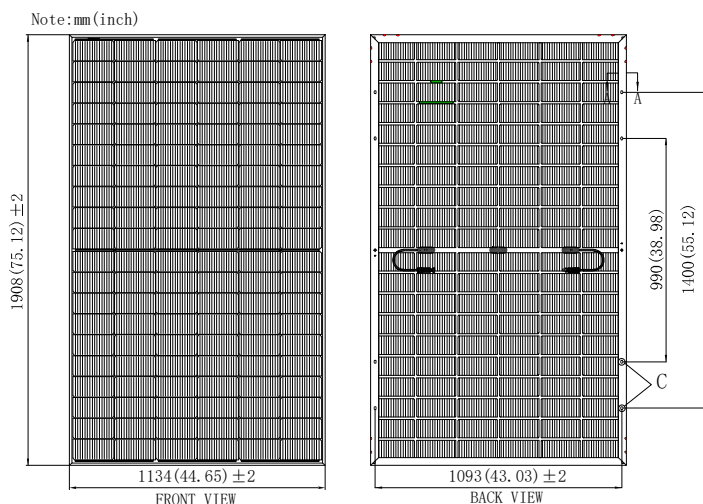 Note:mm(inch)
1908(75.12)±2
1134(44.65)±2
FRONT VIEW
A
A
990(38.98)
1400(55.12)
C
1093(43.03)±2
BACK VIEW